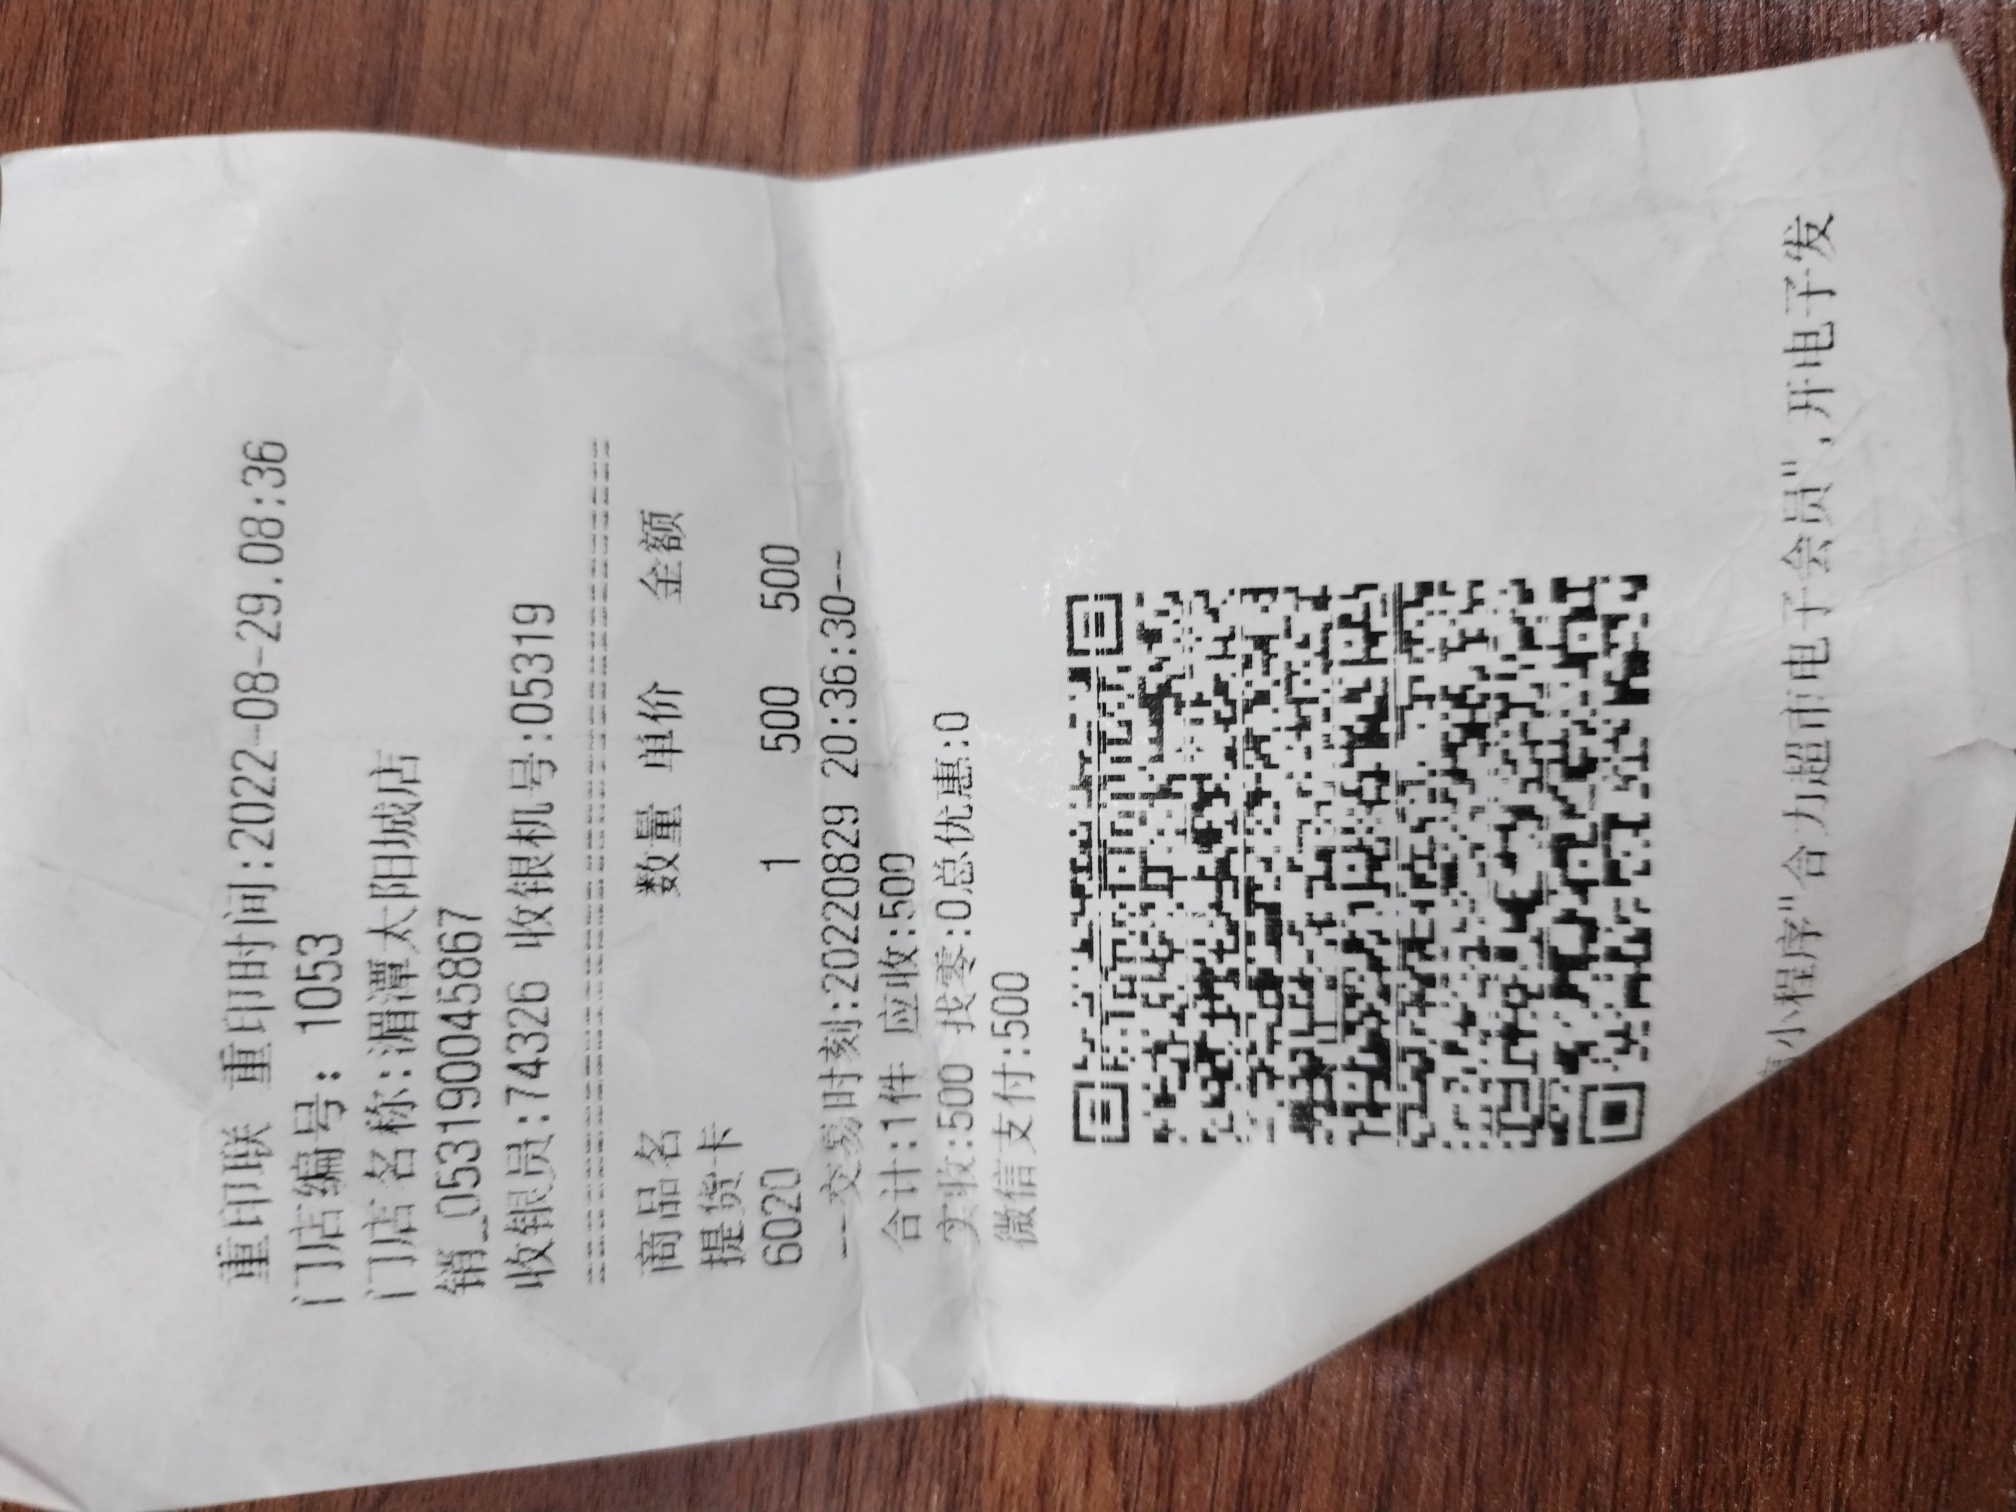 重印联 重印时间:2022-08-29.08:36
门店编号: 1053
门店名称:湄潭太阳城店
销_0531900045867
收银员:74326 收银机号:05319
商品名 数量 单价 金额
提货卡
6020 1 500 500
--交易时刻:20220829 20:36:30--
合计:1件 应收:500
实收:500 找零:0总优惠:0
微信支付:500
小程序"合力超市电子会员",开电子发